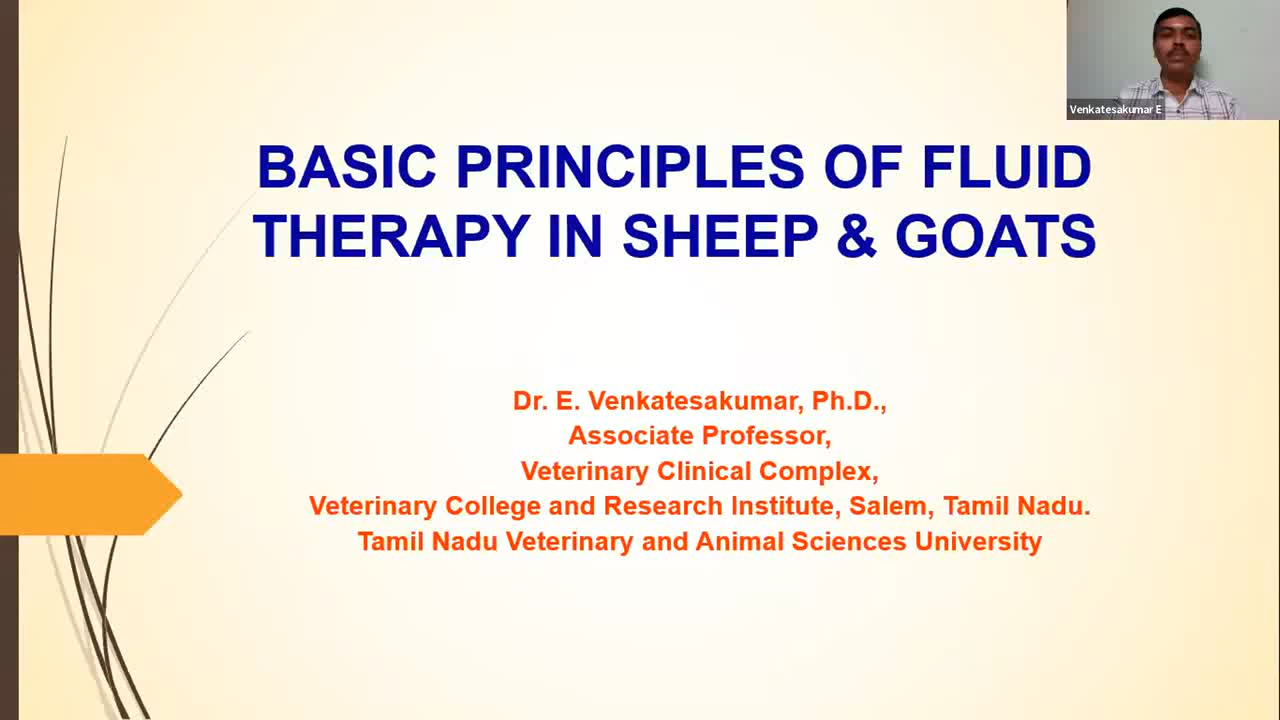 Venkatesakumar E
BASIC PRINCIPLES OF FLUID
THERAPY IN SHEEP & GOATS
Dr. E. Venkatesakumar, Ph.D.,
Associate Professor,
Veterinary Clinical Complex,
Veterinary College and Research Institute, Salem, Tamil Nadu.
Tamil Nadu Veterinary and Animal Sciences University